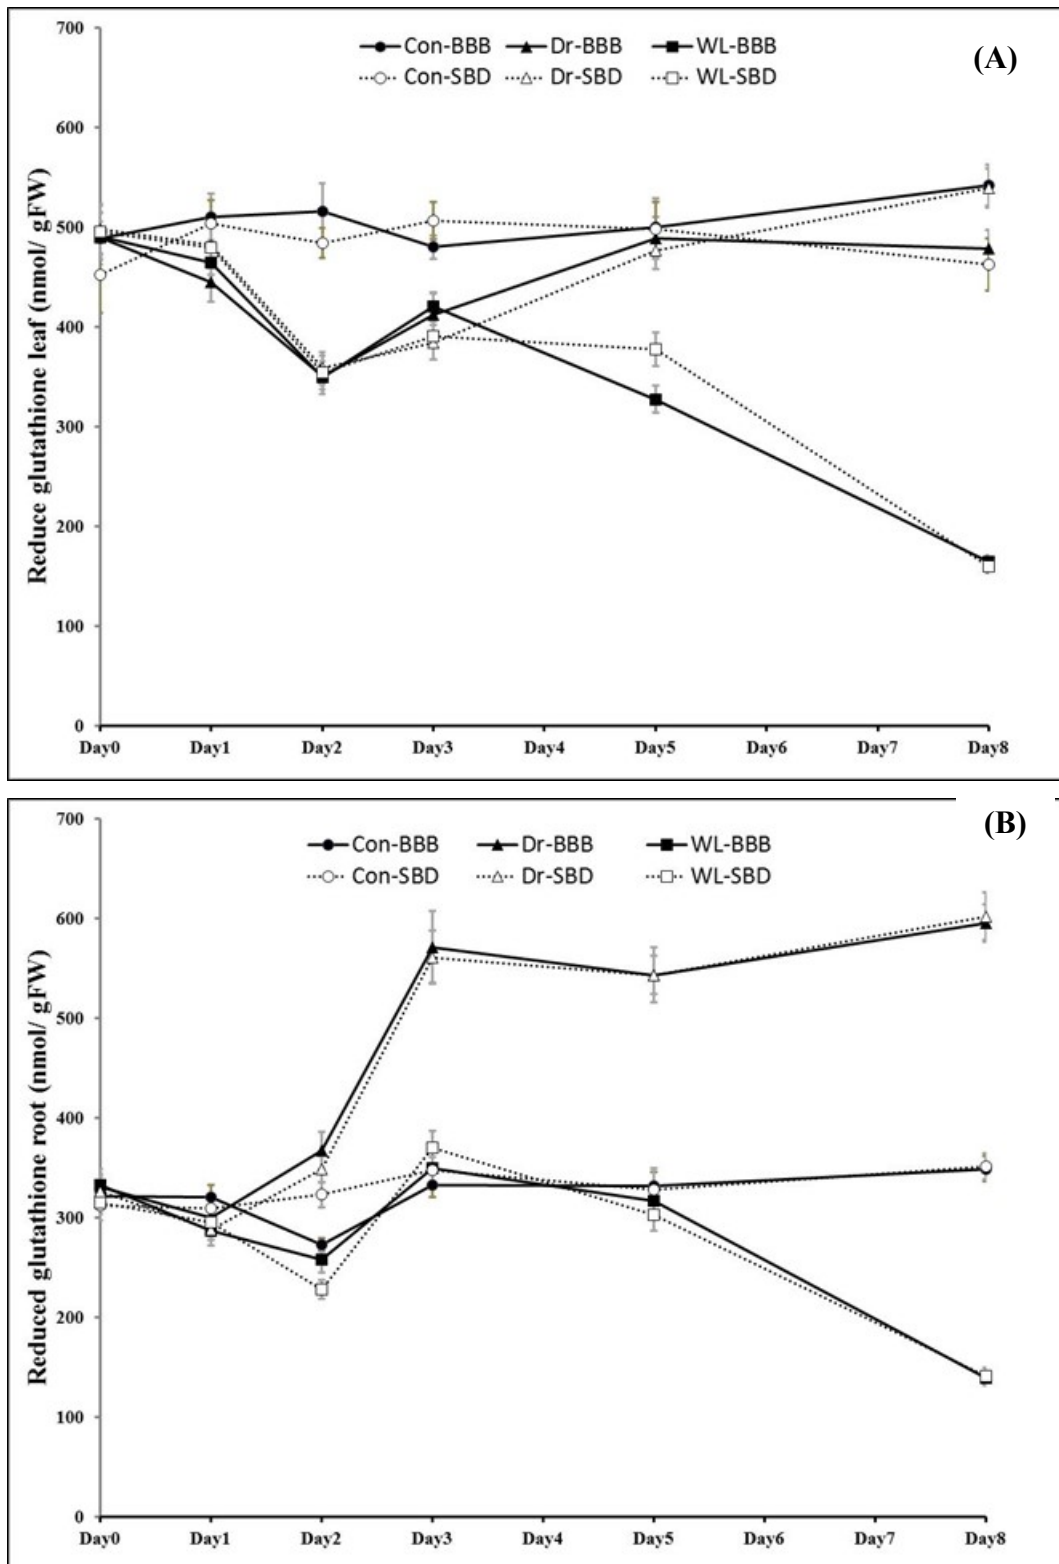 700
600
500
400
300
200
100
0
Reduce glutathione leaf (nmol/ gFW)
Con-BBB Dr-BBB WL-BBB
Con-SBD Dr-SBD WL-SBD
(A)
Day0 Day1 Day2 Day3 Day4 Day5 Day6 Day7 Day8
700
600
500
400
300
200
100
0
Reduced glutathione root (nmol/ gFW)
Con-BBB Dr-BBB WL-BBB
Con-SBD Dr-SBD WL-SBD
(B)
Day0 Day1 Day2 Day3 Day4 Day5 Day6 Day7 Day8